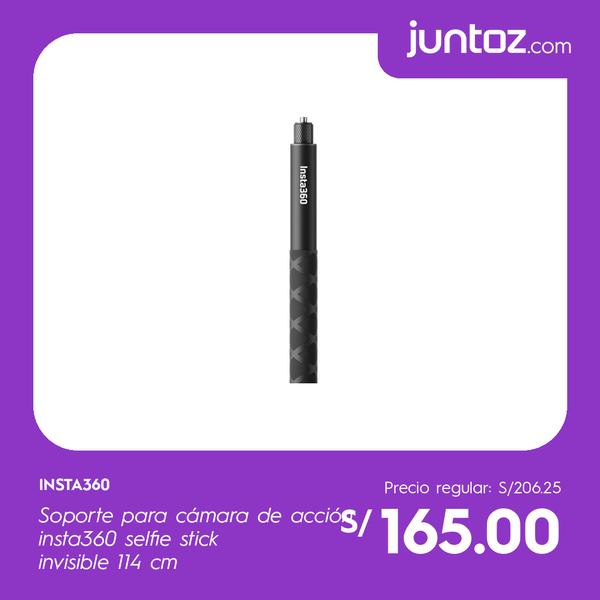 juntoz.com
Insta360
INSTA360
Soporte para cámara de acción
insta360 selfie stick
invisible 114 cm
Precio regular: S/206.25
S/165.00